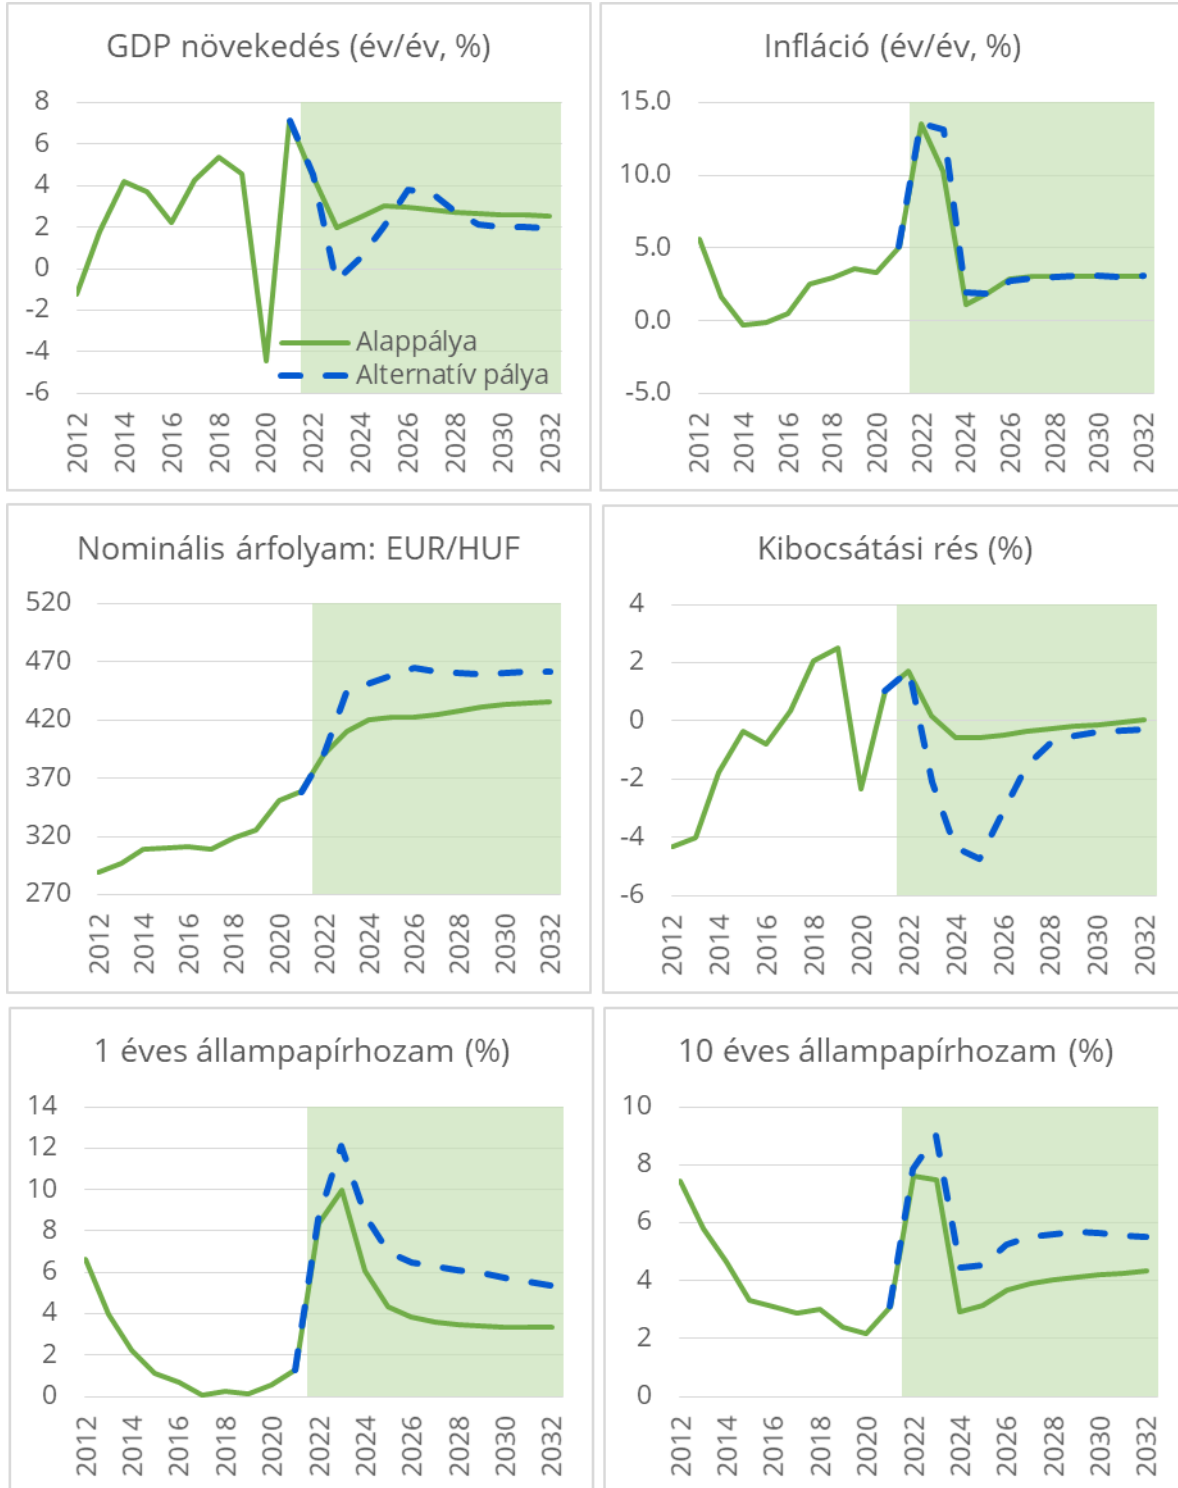 GDP növekedés (év/év, %)
8
6
4
2
0
-2
-4
-6
Alappálya
Alternatív pálya
2012 2014 2016 2018 2020 2022 2024 2026 2028 2030 2032
Infláció (év/év, %)
15.0
10.0
5.0
0.0
-5.0
2012 2014 2016 2018 2020 2022 2024 2026 2028 2030 2032
Nominális árfolyam: EUR/HUF
520
470
420
370
320
270
2012 2014 2016 2018 2020 2022 2024 2026 2028 2030 2032
Kibocsátási rés (%)
4
2
0
-2
-4
-6
2012 2014 2016 2018 2020 2022 2024 2026 2028 2030 2032
1 éves állampapírhozam (%)
14
12
10
8
6
4
2
0
2012 2014 2016 2018 2020 2022 2024 2026 2028 2030 2032
10 éves állampapírhozam (%)
10
8
6
4
2
0
2012 2014 2016 2018 2020 2022 2024 2026 2028 2030 2032